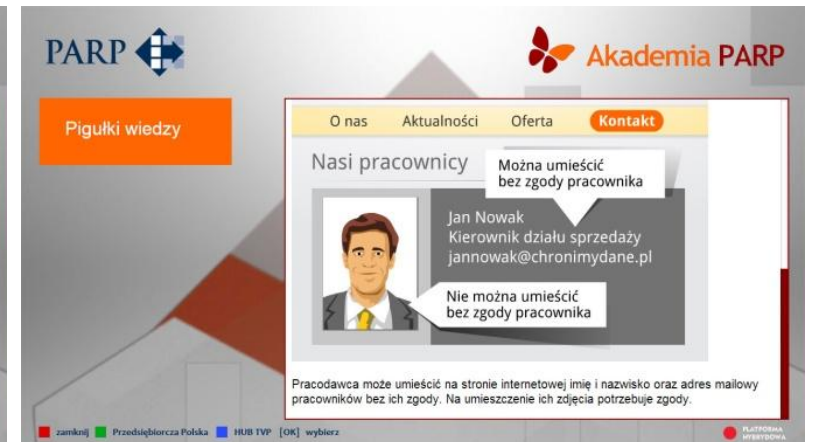 PARP
Akademia PARP
Pigułki wiedzy
O nas Aktualności Oferta Kontakt
Nasi pracownicy
Można umieścić
bez zgody pracownika
Jan Nowak
Kierownik działu sprzedaży
jannowak@chronimydane.pl
Nie można umieścić
bez zgody pracownika
Pracodawca może umieścić na stronie internetowej imię i nazwisko oraz adres mailowy
pracowników bez ich zgody. Na umieszczenie ich zdjęcia potrzebuje zgody.
zamknij Przedsiębiorcza Polska HUB TVP [OK] wybierz
PLATFORMA
HYBRYDOWA